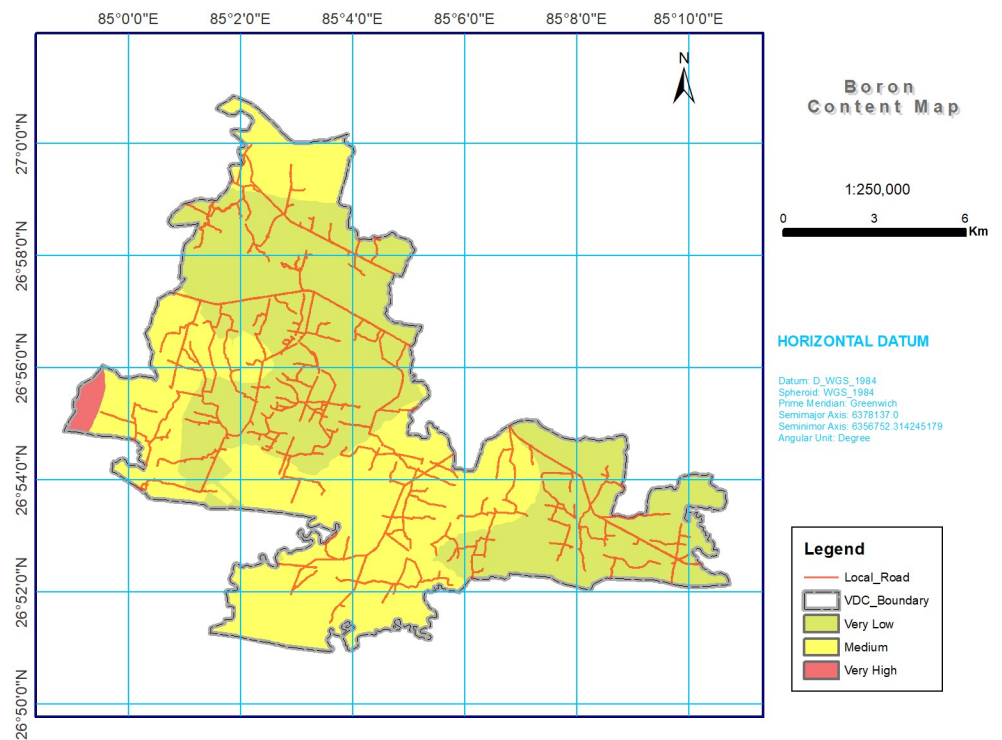 85°0'0"E 85°2'0"E 85°4'0"E 85°6'0"E 85°8'0"E 85°10'0"E
27°0'0"N
26°58'0"N
26°56'0"N
26°54'0"N
26°52'0"N
26°50'0"N
N
Boron
Content Map
1:250,000
0 3 6
Km
HORIZONTAL DATUM
Datum: D_WGS_1984
Spheroid: WGS_1984
Prime Meridian: Greenwich
Semimajor Axis: 6378137.0
Semiminor Axis: 6356752.314245179
Angular Unit: Degree
Legend
Local_Road
VDC_Boundary
Very Low
Medium
Very High